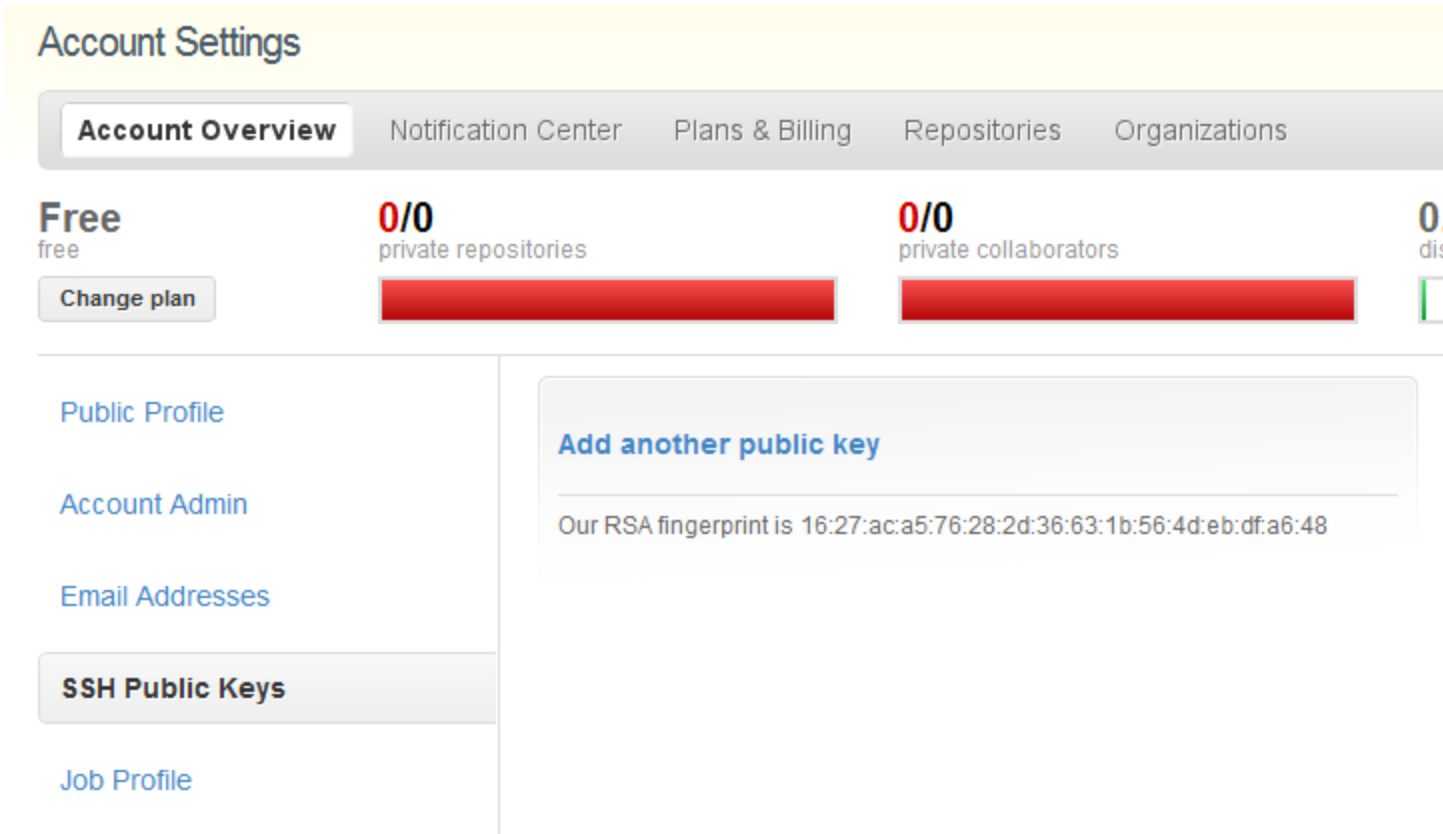 Account Settings
Account Overview Notification Center Plans & Billing Repositories Organizations
Free 0/0 0/0
free private repositories private collaborators
Change plan
Public Profile
Add another public key
Account Admin
Our RSA fingerprint is 16:27:ac:a5:76:28:2d:36:63:1b:56:4d:eb:df:a6:48
Email Addresses
SSH Public Keys
Job Profile